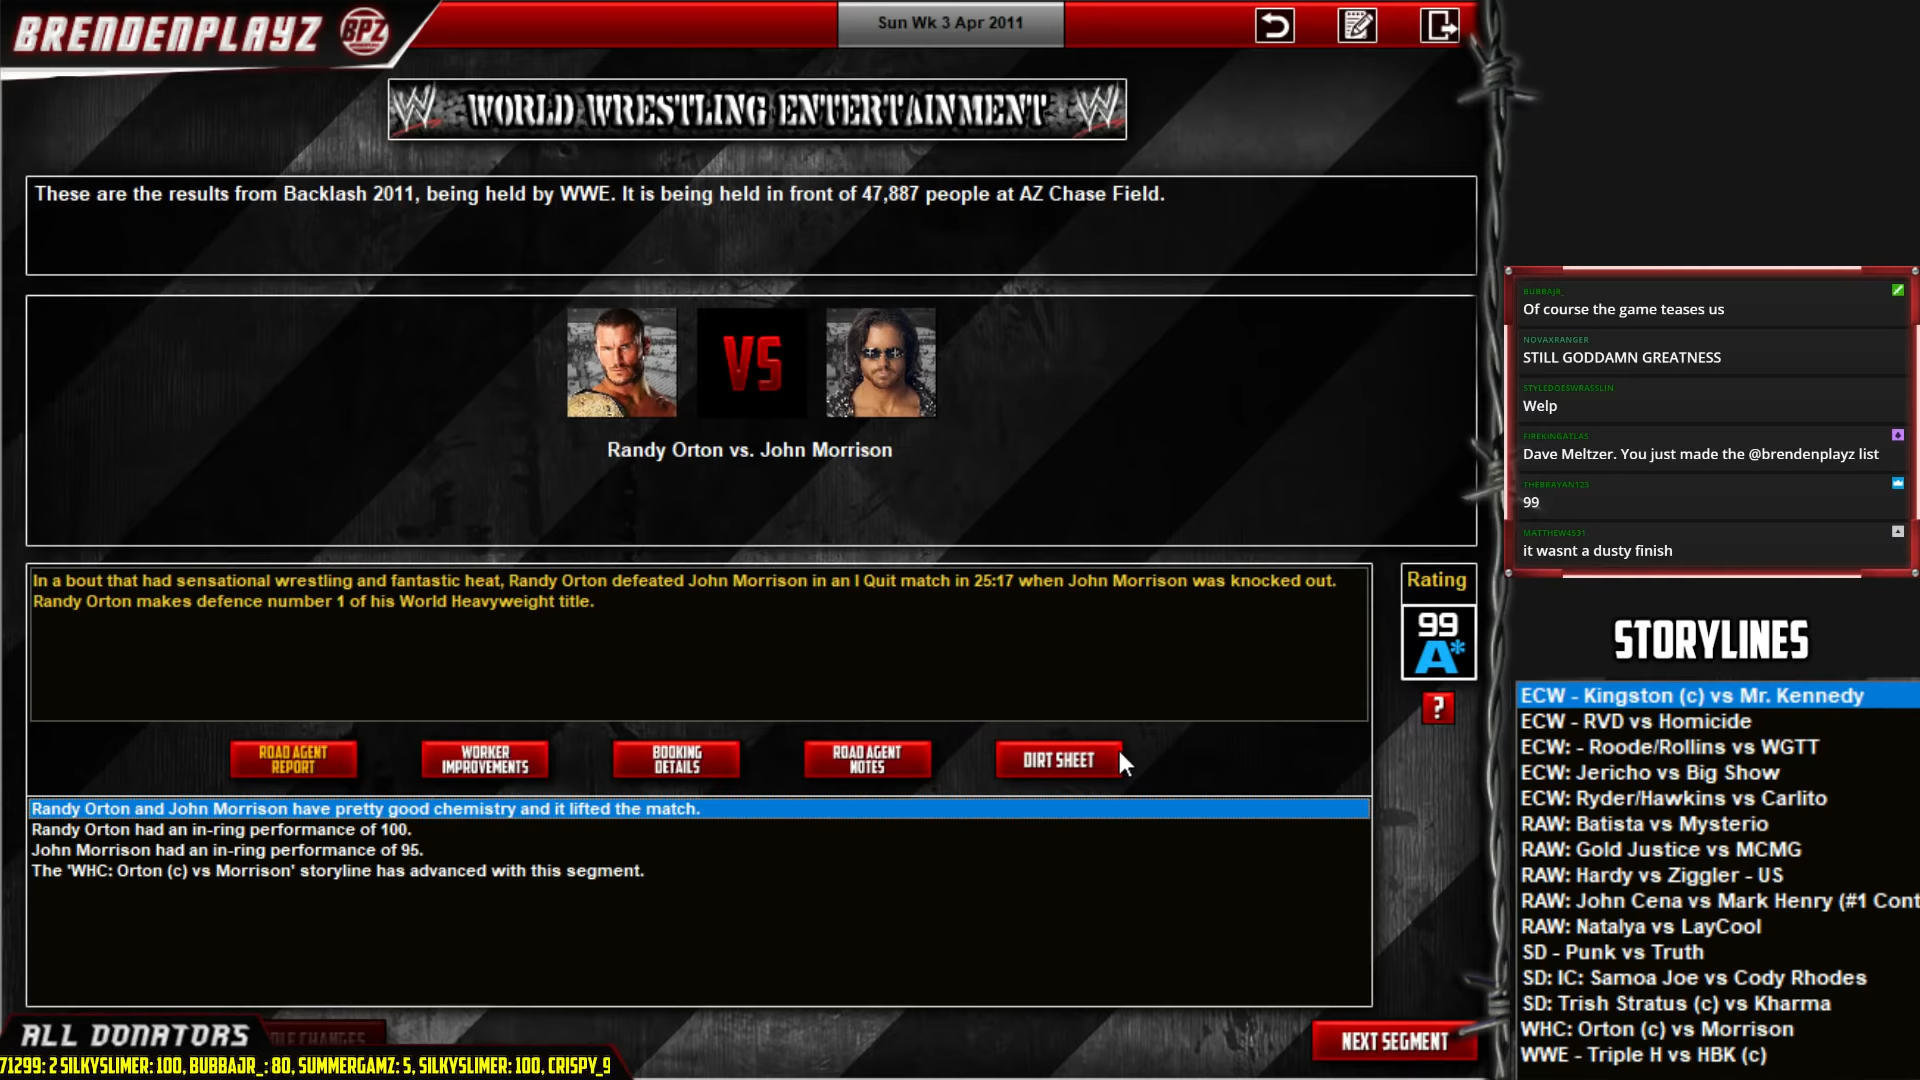 BRENDENPLAYZ
BPZ
Sun Wk 3 Apr 2011
WORLD WRESTLING ENTERTAINMENT
These are the results from Backlash 2011, being held by WWE. It is being held in front of 47,887 people at AZ Chase Field.
VS
Randy Orton vs. John Morrison
In a bout that had sensational wrestling and fantastic heat, Randy Orton defeated John Morrison in an I Quit match in 25:17 when John Morrison was knocked out.
Randy Orton makes defence number 1 of his World Heavyweight title.
Rating
99
A*
?
ROAD AGENT REPORT
WORKER IMPROVEMENTS
BOOKING DETAILS
ROAD AGENT NOTES
DIRT SHEET
Randy Orton and John Morrison have pretty good chemistry and it lifted the match.
Randy Orton had an in-ring performance of 100.
John Morrison had an in-ring performance of 95.
The 'WHC: Orton (c) vs Morrison' storyline has advanced with this segment.
ALL DONATORS
71299: 2 SILKYSLIMER: 100, BUBBAJR_: 80, SUMMERGAMZ: 5, SILKYSLIMER: 100, CRISPY_9
NEXT SEGMENT
BUBBAJR_
Of course the game teases us
NOVAXRANGER
STILL GODDAMN GREATNESS
STYLEDOESWRASSLIN
Welp
FIREKINGATLAS
Dave Meltzer. You just made the @brendenplayz list
THEBRAYAN123
99
MATTHEW4531
it wasnt a dusty finish
STORYLINES
ECW - Kingston (c) vs Mr. Kennedy
ECW - RVD vs Homicide
ECW: - Roode/Rollins vs WGTT
ECW: Jericho vs Big Show
ECW: Ryder/Hawkins vs Carlito
RAW: Batista vs Mysterio
RAW: Gold Justice vs MCMG
RAW: Hardy vs Ziggler - US
RAW: John Cena vs Mark Henry (#1 Cont
RAW: Natalya vs LayCool
SD - Punk vs Truth
SD: IC: Samoa Joe vs Cody Rhodes
SD: Trish Stratus (c) vs Kharma
WHC: Orton (c) vs Morrison
WWE - Triple H vs HBK (c)